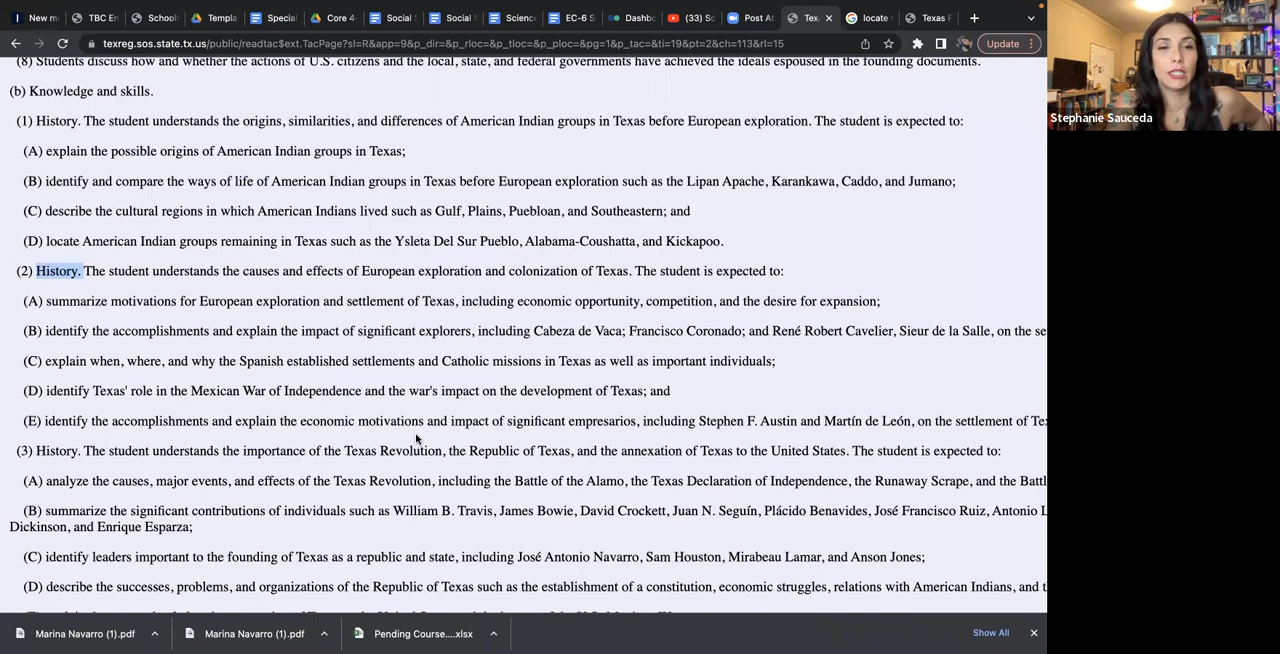 New m
TBC En
School
Templa
Special
Core 4-
Social
Social S
Science
EC-6 S
Dashbo
(33) Sc
Post At
Tex
locate
Texas F
texreg.sos.state.tx.us/public/readtac$ext.TacPage?sl=R&app=9&p_dir=&p_rloc=&p_tloc=&p_ploc=&pg=1&p_tac=&ti=19&pt=2&ch=113&rl=15
Update
(8) Students discuss how and whether the actions of U.S. citizens and the local, state, and federal governments have achieved the ideals espoused in the founding documents.
(b) Knowledge and skills.
(1) History. The student understands the origins, similarities, and differences of American Indian groups in Texas before European exploration. The student is expected to:
(A) explain the possible origins of American Indian groups in Texas;
(B) identify and compare the ways of life of American Indian groups in Texas before European exploration such as the Lipan Apache, Karankawa, Caddo, and Jumano;
(C) describe the cultural regions in which American Indians lived such as Gulf, Plains, Puebloan, and Southeastern; and
(D) locate American Indian groups remaining in Texas such as the Ysleta Del Sur Pueblo, Alabama-Coushatta, and Kickapoo.
(2) History. The student understands the causes and effects of European exploration and colonization of Texas. The student is expected to:
(A) summarize motivations for European exploration and settlement of Texas, including economic opportunity, competition, and the desire for expansion;
(B) identify the accomplishments and explain the impact of significant explorers, including Cabeza de Vaca; Francisco Coronado; and René Robert Cavelier, Sieur de la Salle, on the se
(C) explain when, where, and why the Spanish established settlements and Catholic missions in Texas as well as important individuals;
(D) identify Texas' role in the Mexican War of Independence and the war's impact on the development of Texas; and
(E) identify the accomplishments and explain the economic motivations and impact of significant empresarios, including Stephen F. Austin and Martín de León, on the settlement of Tex
(3) History. The student understands the importance of the Texas Revolution, the Republic of Texas, and the annexation of Texas to the United States. The student is expected to:
(A) analyze the causes, major events, and effects of the Texas Revolution, including the Battle of the Alamo, the Texas Declaration of Independence, the Runaway Scrape, and the Battl
(B) summarize the significant contributions of individuals such as William B. Travis, James Bowie, David Crockett, Juan N. Seguín, Plácido Benavides, José Francisco Ruiz, Antonio L
Dickinson, and Enrique Esparza;
(C) identify leaders important to the founding of Texas as a republic and state, including José Antonio Navarro, Sam Houston, Mirabeau Lamar, and Anson Jones;
(D) describe the successes, problems, and organizations of the Republic of Texas such as the establishment of a constitution, economic struggles, relations with American Indians, and t
Marina Navarro (1).pdf
Marina Navarro (1).pdf
Pending Course....xlsx
Show All
Stephanie Sauceda